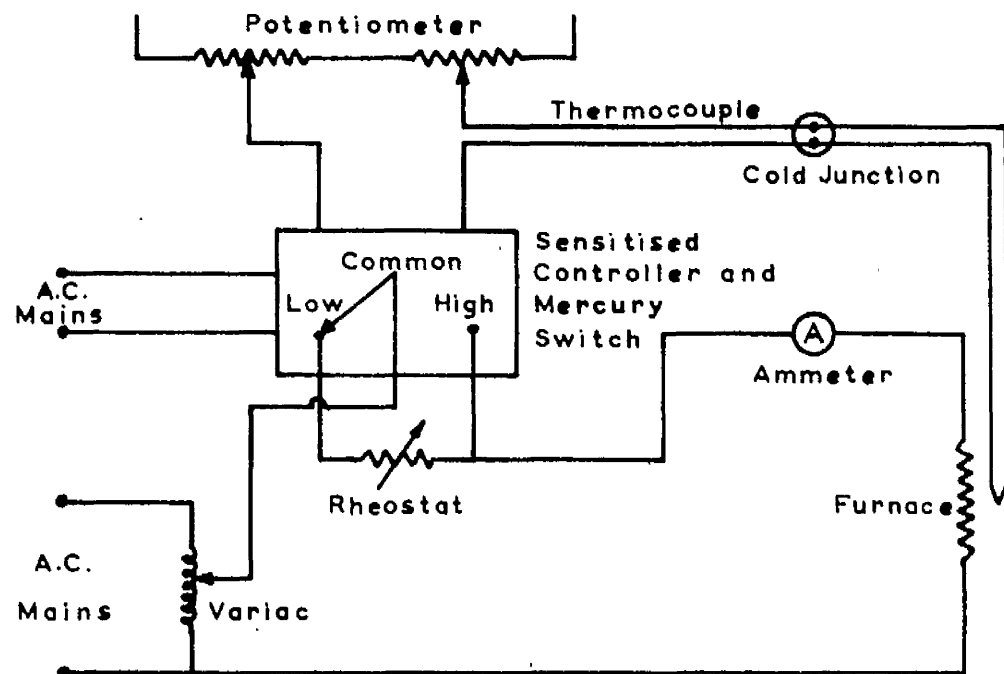 Potentiometer
Thermocouple
Cold Junction
Sensitised
Controller and
Mercury
Switch
Common
Low
High
A.C.
Mains
A
Ammeter
Rheostat
Furnace
A.C.
Mains
Variac